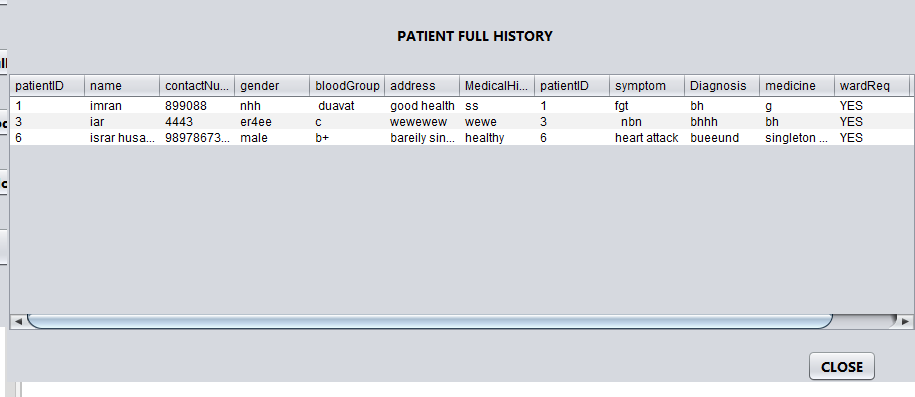 PATIENT FULL HISTORY
patientID name contactNu... gender bloodGroup address MedicalHi... patientID symptom Diagnosis medicine wardReq
1 imran 899088 nhh duavat good health ss 1 fgt bh g YES
3 iar 4443 er4ee c wewewew wewe 3 nbn bhhh bh YES
6 israr husa... 98978673... male b+ bareily sin... healthy 6 heart attack bueeund singleton ... YES
CLOSE